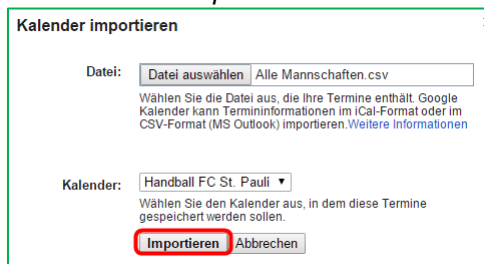 Kalender importieren
Datei: Datei auswählen Alle Mannschaften.csv
Wählen Sie die Datei aus, die Ihre Termine enthält. Google
Kalender kann Termininformationen im iCal-Format oder im
CSV-Format (MS Outlook) importieren.Weitere Informationen
Kalender: Handball FC St. Pauli
Wählen Sie den Kalender aus, in dem diese Termine
gespeichert werden sollen.
Importieren Abbrechen